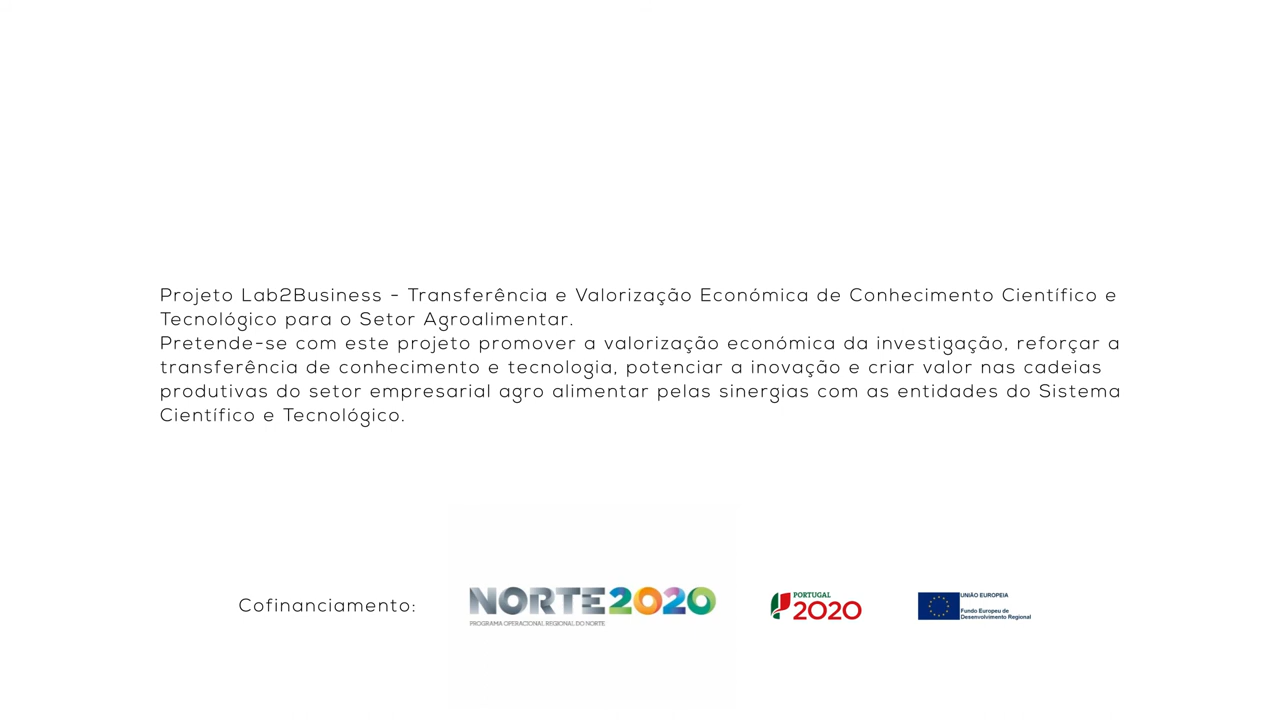 Projeto Lab2Business - Transferência e Valorização Económica de Conhecimento Científico e
Tecnológico para o Setor Agroalimentar.
Pretende-se com este projeto promover a valorização económica da investigação, reforçar a
transferência de conhecimento e tecnologia, potenciar a inovação e criar valor nas cadeias
produtivas do setor empresarial agro alimentar pelas sinergias com as entidades do Sistema
Científico e Tecnológico.
Cofinanciamento:
NORTE2020
PROGRAMA OPERACIONAL REGIONAL DO NORTE
PORTUGAL
2020
UNIÃO EUROPEIA
Fundo Europeu de
Desenvolvimento Regional